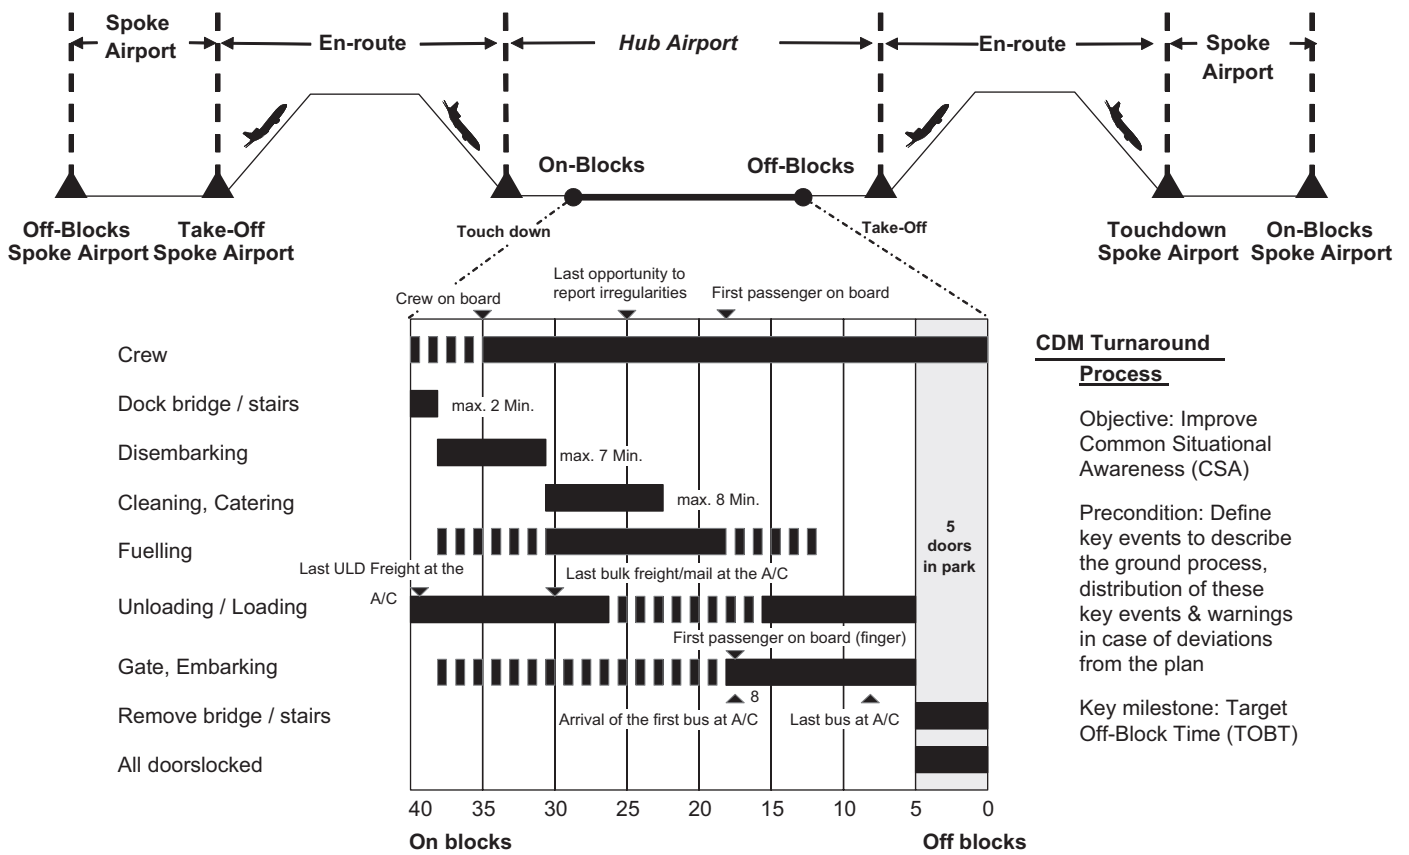 Spoke
Airport
En-route
Hub Airport
En-route
Spoke
Airport
On-Blocks
Off-Blocks
Off-Blocks
Spoke Airport
Take-Off
Spoke Airport
Touch down
Take-Off
Touchdown
Spoke Airport
On-Blocks
Spoke Airport
Crew on board
Last opportunity to
report irregularities
First passenger on board
Crew
Dock bridge / stairs
max. 2 Min.
Disembarking
max. 7 Min.
Cleaning, Catering
max. 8 Min.
Fuelling
Last ULD Freight at the
A/C
Last bulk freight/mail at the A/C
Unloading / Loading
First passenger on board (finger)
Gate, Embarking
8
Arrival of the first bus at A/C
Last bus at A/C
Remove bridge / stairs
All doorslocked
5
doors
in park
40 35 30 25 20 15 10 5 0
On blocks
Off blocks
CDM Turnaround
Process
Objective: Improve
Common Situational
Awareness (CSA)
Precondition: Define
key events to describe
the ground process,
distribution of these
key events & warnings
in case of deviations
from the plan
Key milestone: Target
Off-Block Time (TOBT)